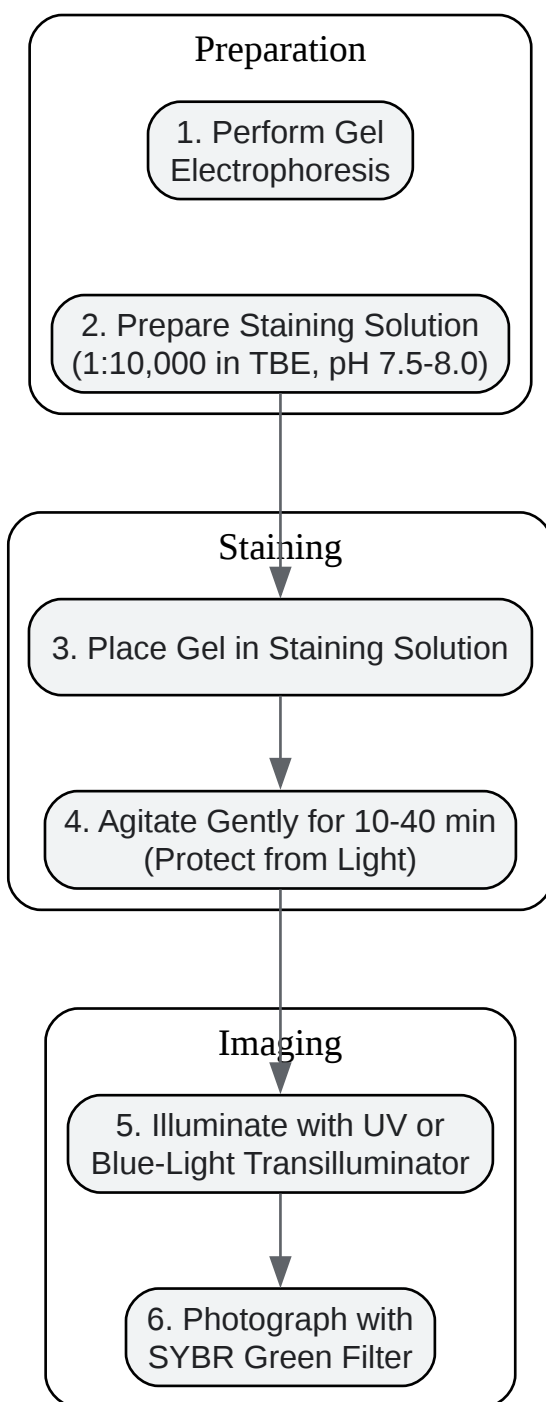 Preparation
1. Perform Gel
Electrophoresis
2. Prepare Staining Solution
(1:10,000 in TBE, pH 7.5-8.0)
Staining
3. Place Gel in Staining Solution
4. Agitate Gently for 10-40 min
(Protect from Light)
Imaging
5. Illuminate with UV or
Blue-Light Transilluminator
6. Photograph with
SYBR Green Filter